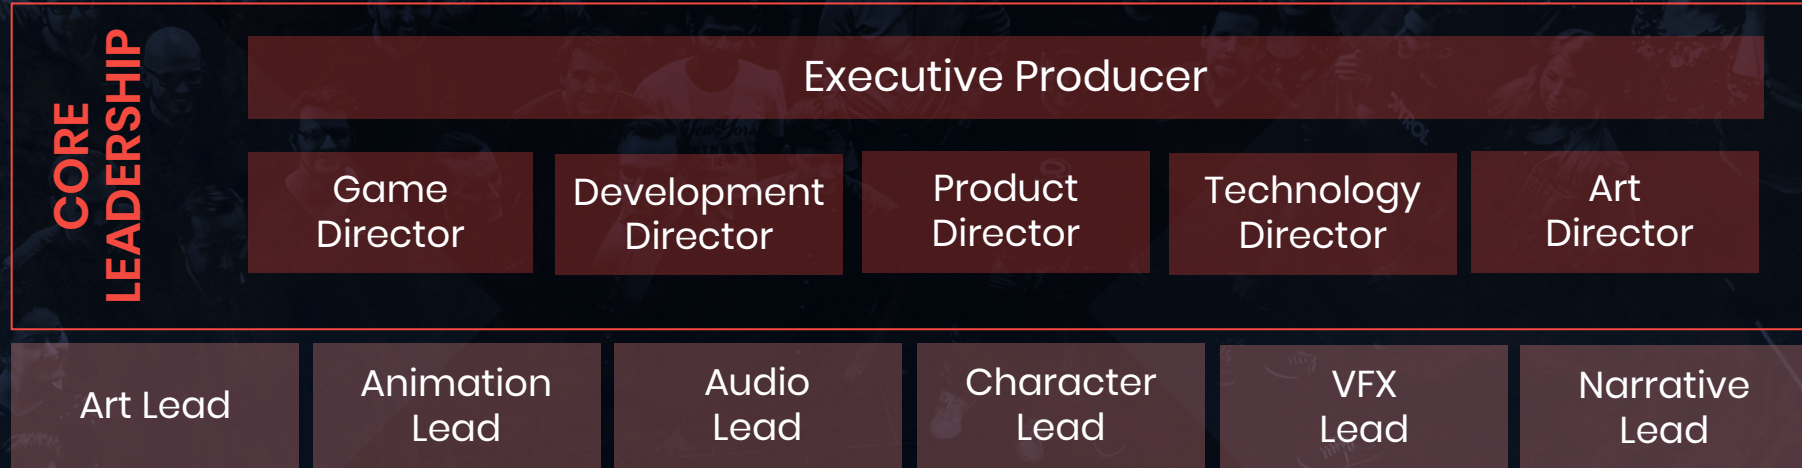 CORE
LEADERSHIP
Executive Producer
Game
Director
Development
Director
Product
Director
Technology
Director
Art
Director
Art Lead
Animation
Lead
Audio
Lead
Character
Lead
VFX
Lead
Narrative
Lead